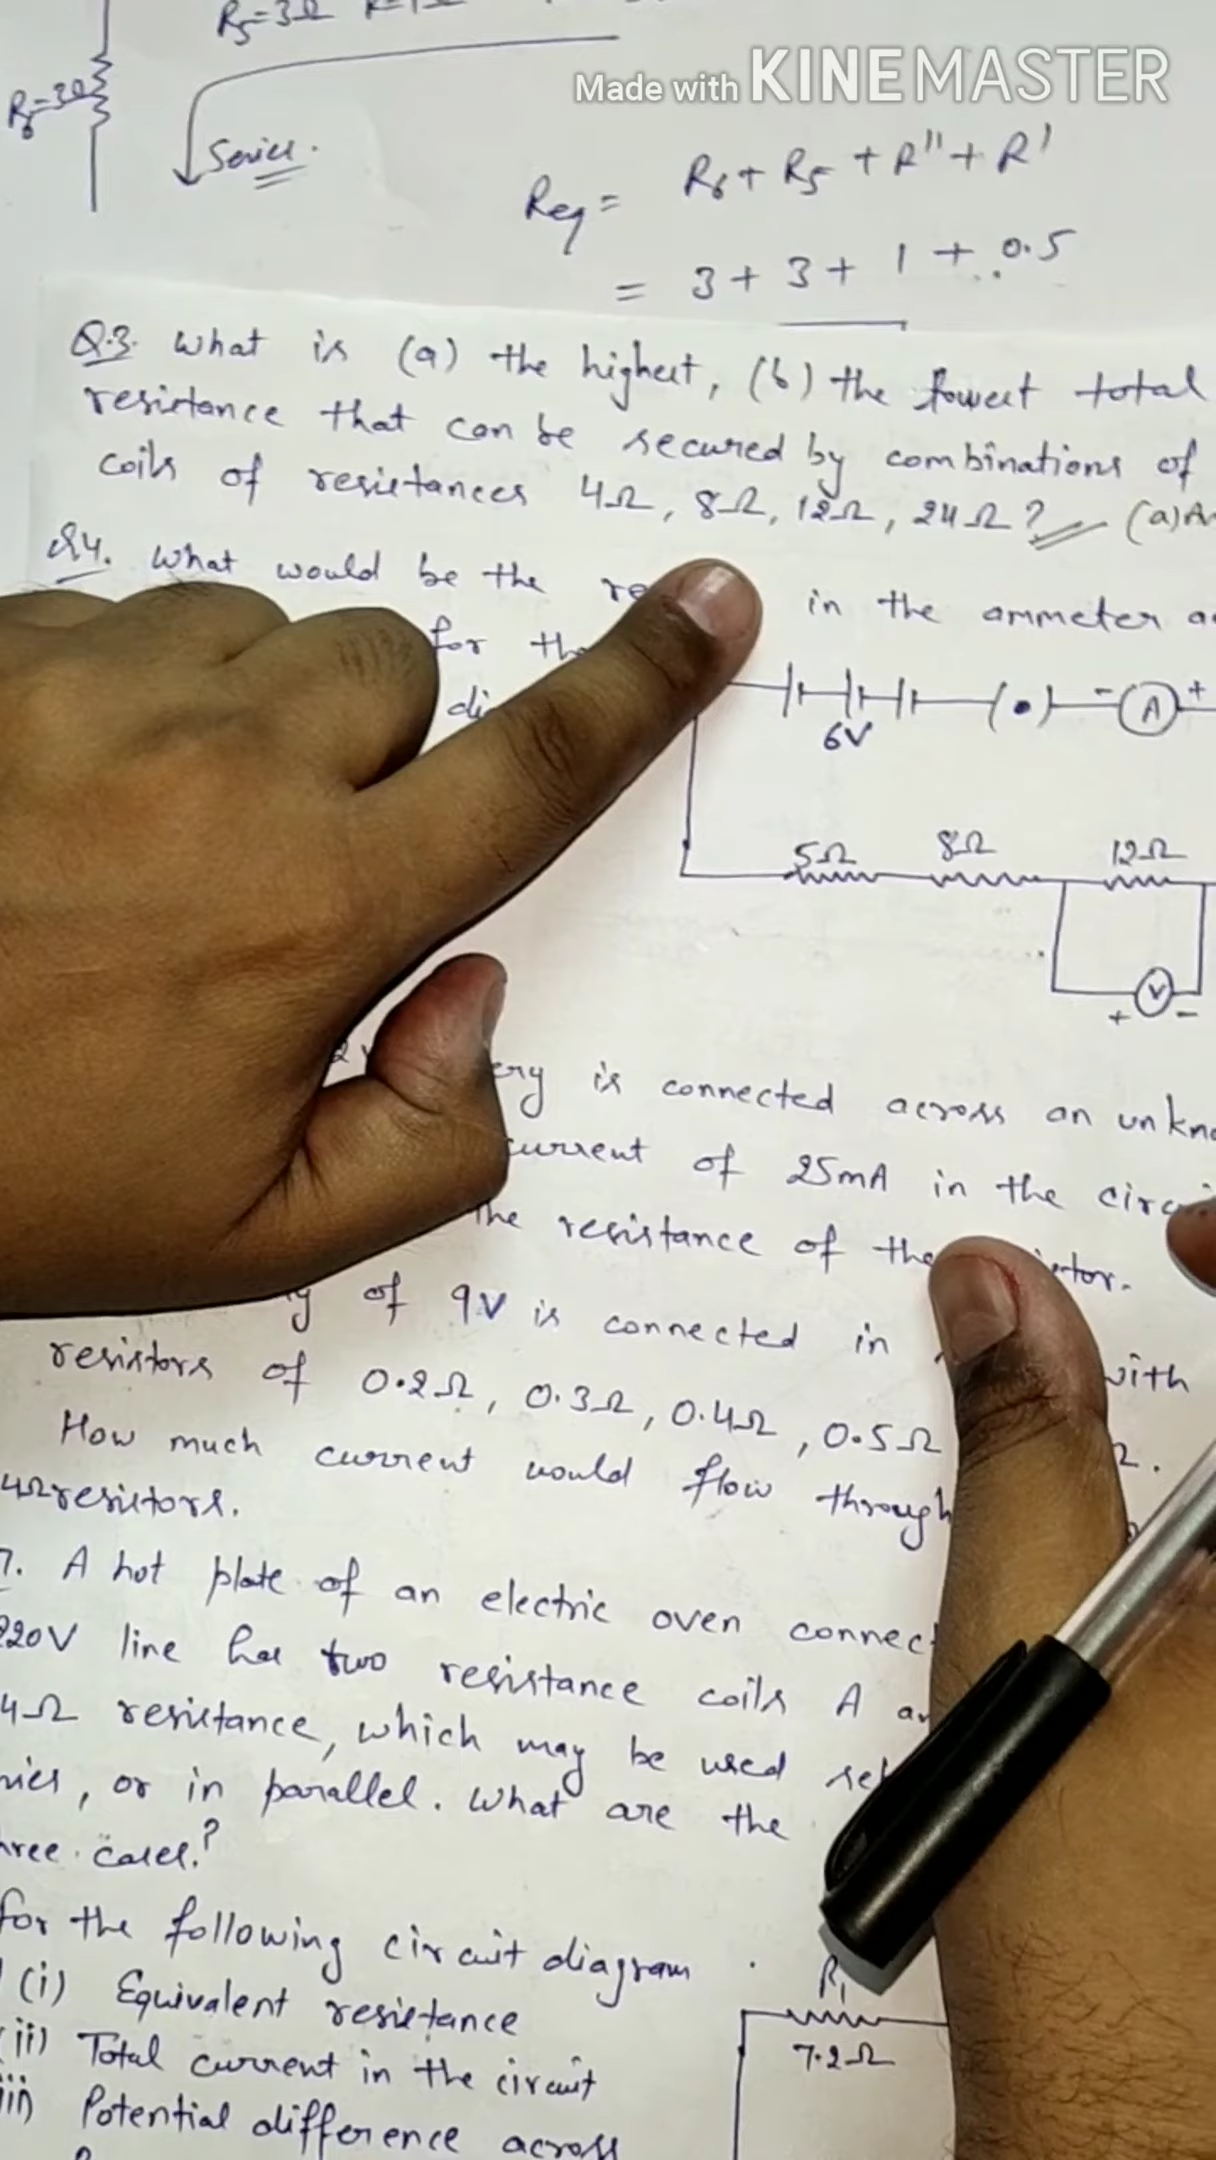 R5=3Ω
Made with KINEMASTER
R6=3Ω
Series.
Req = R6 + R5 + R" + R'
= 3 + 3 + 1 + 0.5
Q.3. What is (a) the highest, (b) the lowest total
resistance that can be secured by combinations of
coils of resistances 4Ω, 8Ω, 12Ω, 24Ω? (a)
Q4. What would be the in the ammeter
for
6V - A +
5Ω 8Ω 12Ω
V
+ -
is connected across an
current of 25mA in the
the resistance of the
of 9V is connected in with
resistors of 0.2Ω, 0.3Ω, 0.4Ω, 0.5Ω
How much current would flow through
resistors.
7. A hot plate of an electric oven
220V line has two resistance coils A
4Ω resistance, which may be used
or in parallel. What are the
cases?
for the following circuit diagram
(i) Equivalent resistance
(ii) Total current in the circuit
Potential difference across
R1
7.2Ω